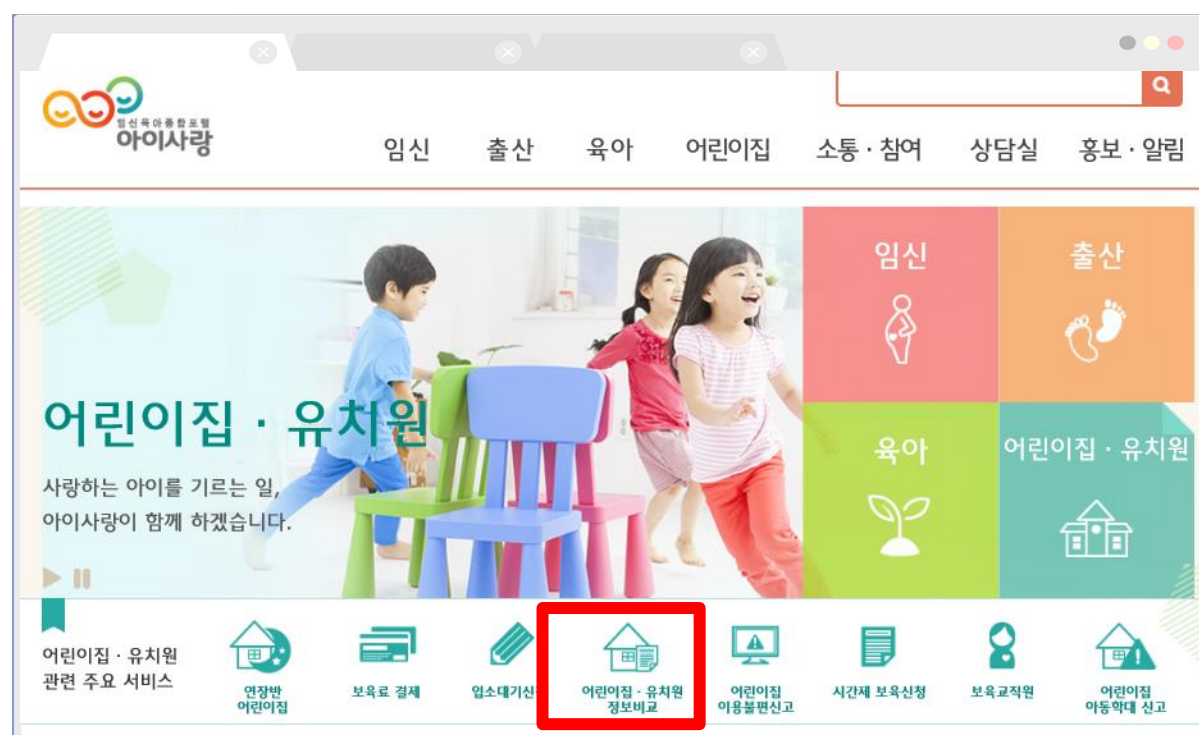 임신육아종합포털
아이사랑
임신 출산 육아 어린이집 소통·참여 상담실 홍보·알림
어린이집·유치원
사랑하는 아이를 기르는 일,
아이사랑이 함께 하겠습니다.
임신
출산
육아
어린이집·유치원
어린이집·유치원
관련 주요 서비스
연장반
어린이집
보육료 결제
입소대기신
어린이집·유치원
정보비교
어린이집
이용불편신고
시간제 보육신청
보육교직원
어린이집
아동학대 신고